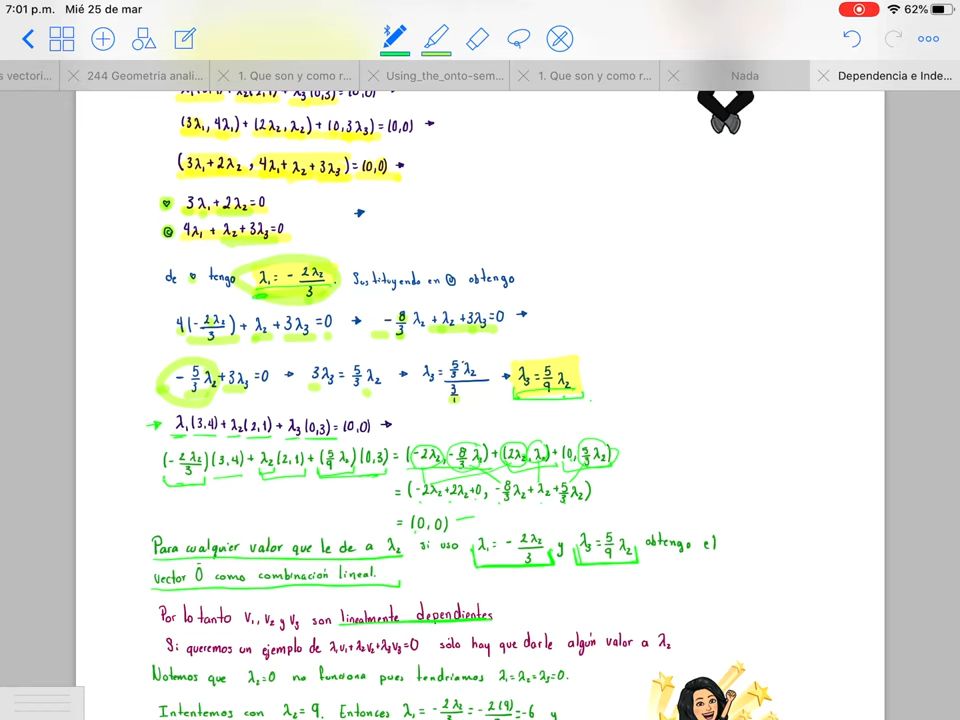 7:01 p.m. Mié 25 de mar
62%
s vectori...
244 Geometría anali...
1. Que son y como r...
Using_the_onto-sem...
1. Que son y como r...
Nada
Dependencia e Inde...
(3λ₁, 4λ₁) + (2λ₂, λ₂) + (0, 3λ₃) = (0,0) →
(3λ₁ + 2λ₂, 4λ₁ + λ₂ + 3λ₃) = (0,0) →
3λ₁ + 2λ₂ = 0 →
4λ₁ + λ₂ + 3λ₃ = 0
de ♥ tengo λ₁ = - 2λ₂/3. Sustituyendo en @ obtengo
4(-2λ₂/3) + λ₂ + 3λ₃ = 0 → -8/3 λ₂ + λ₂ + 3λ₃ = 0 →
-5/3 λ₂ + 3λ₃ = 0 → 3λ₃ = 5/3 λ₂ → λ₃ = 5/3 λ₂ / 3/1 → λ₃ = 5/9 λ₂
→ λ₁(3,4) + λ₂(2,1) + λ₃(0,3) = (0,0) →
(-2λ₂/3)(3,4) + λ₂(2,1) + (5/9 λ₂)(0,3) = (-2λ₂, -8/3 λ₂) + (2λ₂, λ₂) + (0, 5/3 λ₂)
= (-2λ₂ + 2λ₂ + 0, -8/3 λ₂ + λ₂ + 5/3 λ₂)
= (0,0)
Para cualquier valor que le de a λ₂ si uso λ₁ = - 2λ₂/3 y λ₃ = 5/9 λ₂ obtengo el
vector 0̄ como combinación lineal.
Por lo tanto v₁, v₂ y v₃ son linealmente dependientes
Si queremos un ejemplo de λ₁v₁ + λ₂v₂ + λ₃v₃ = 0 sólo hay que darle algún valor a λ₂
Notemos que λ₂ = 0 no funciona pues tendríamos λ₁ = λ₂ = λ₃ = 0.
Intentemos con λ₂ = 9. Entonces λ₁ = - 2λ₂/3 = - 2(9)/3 = -6 y